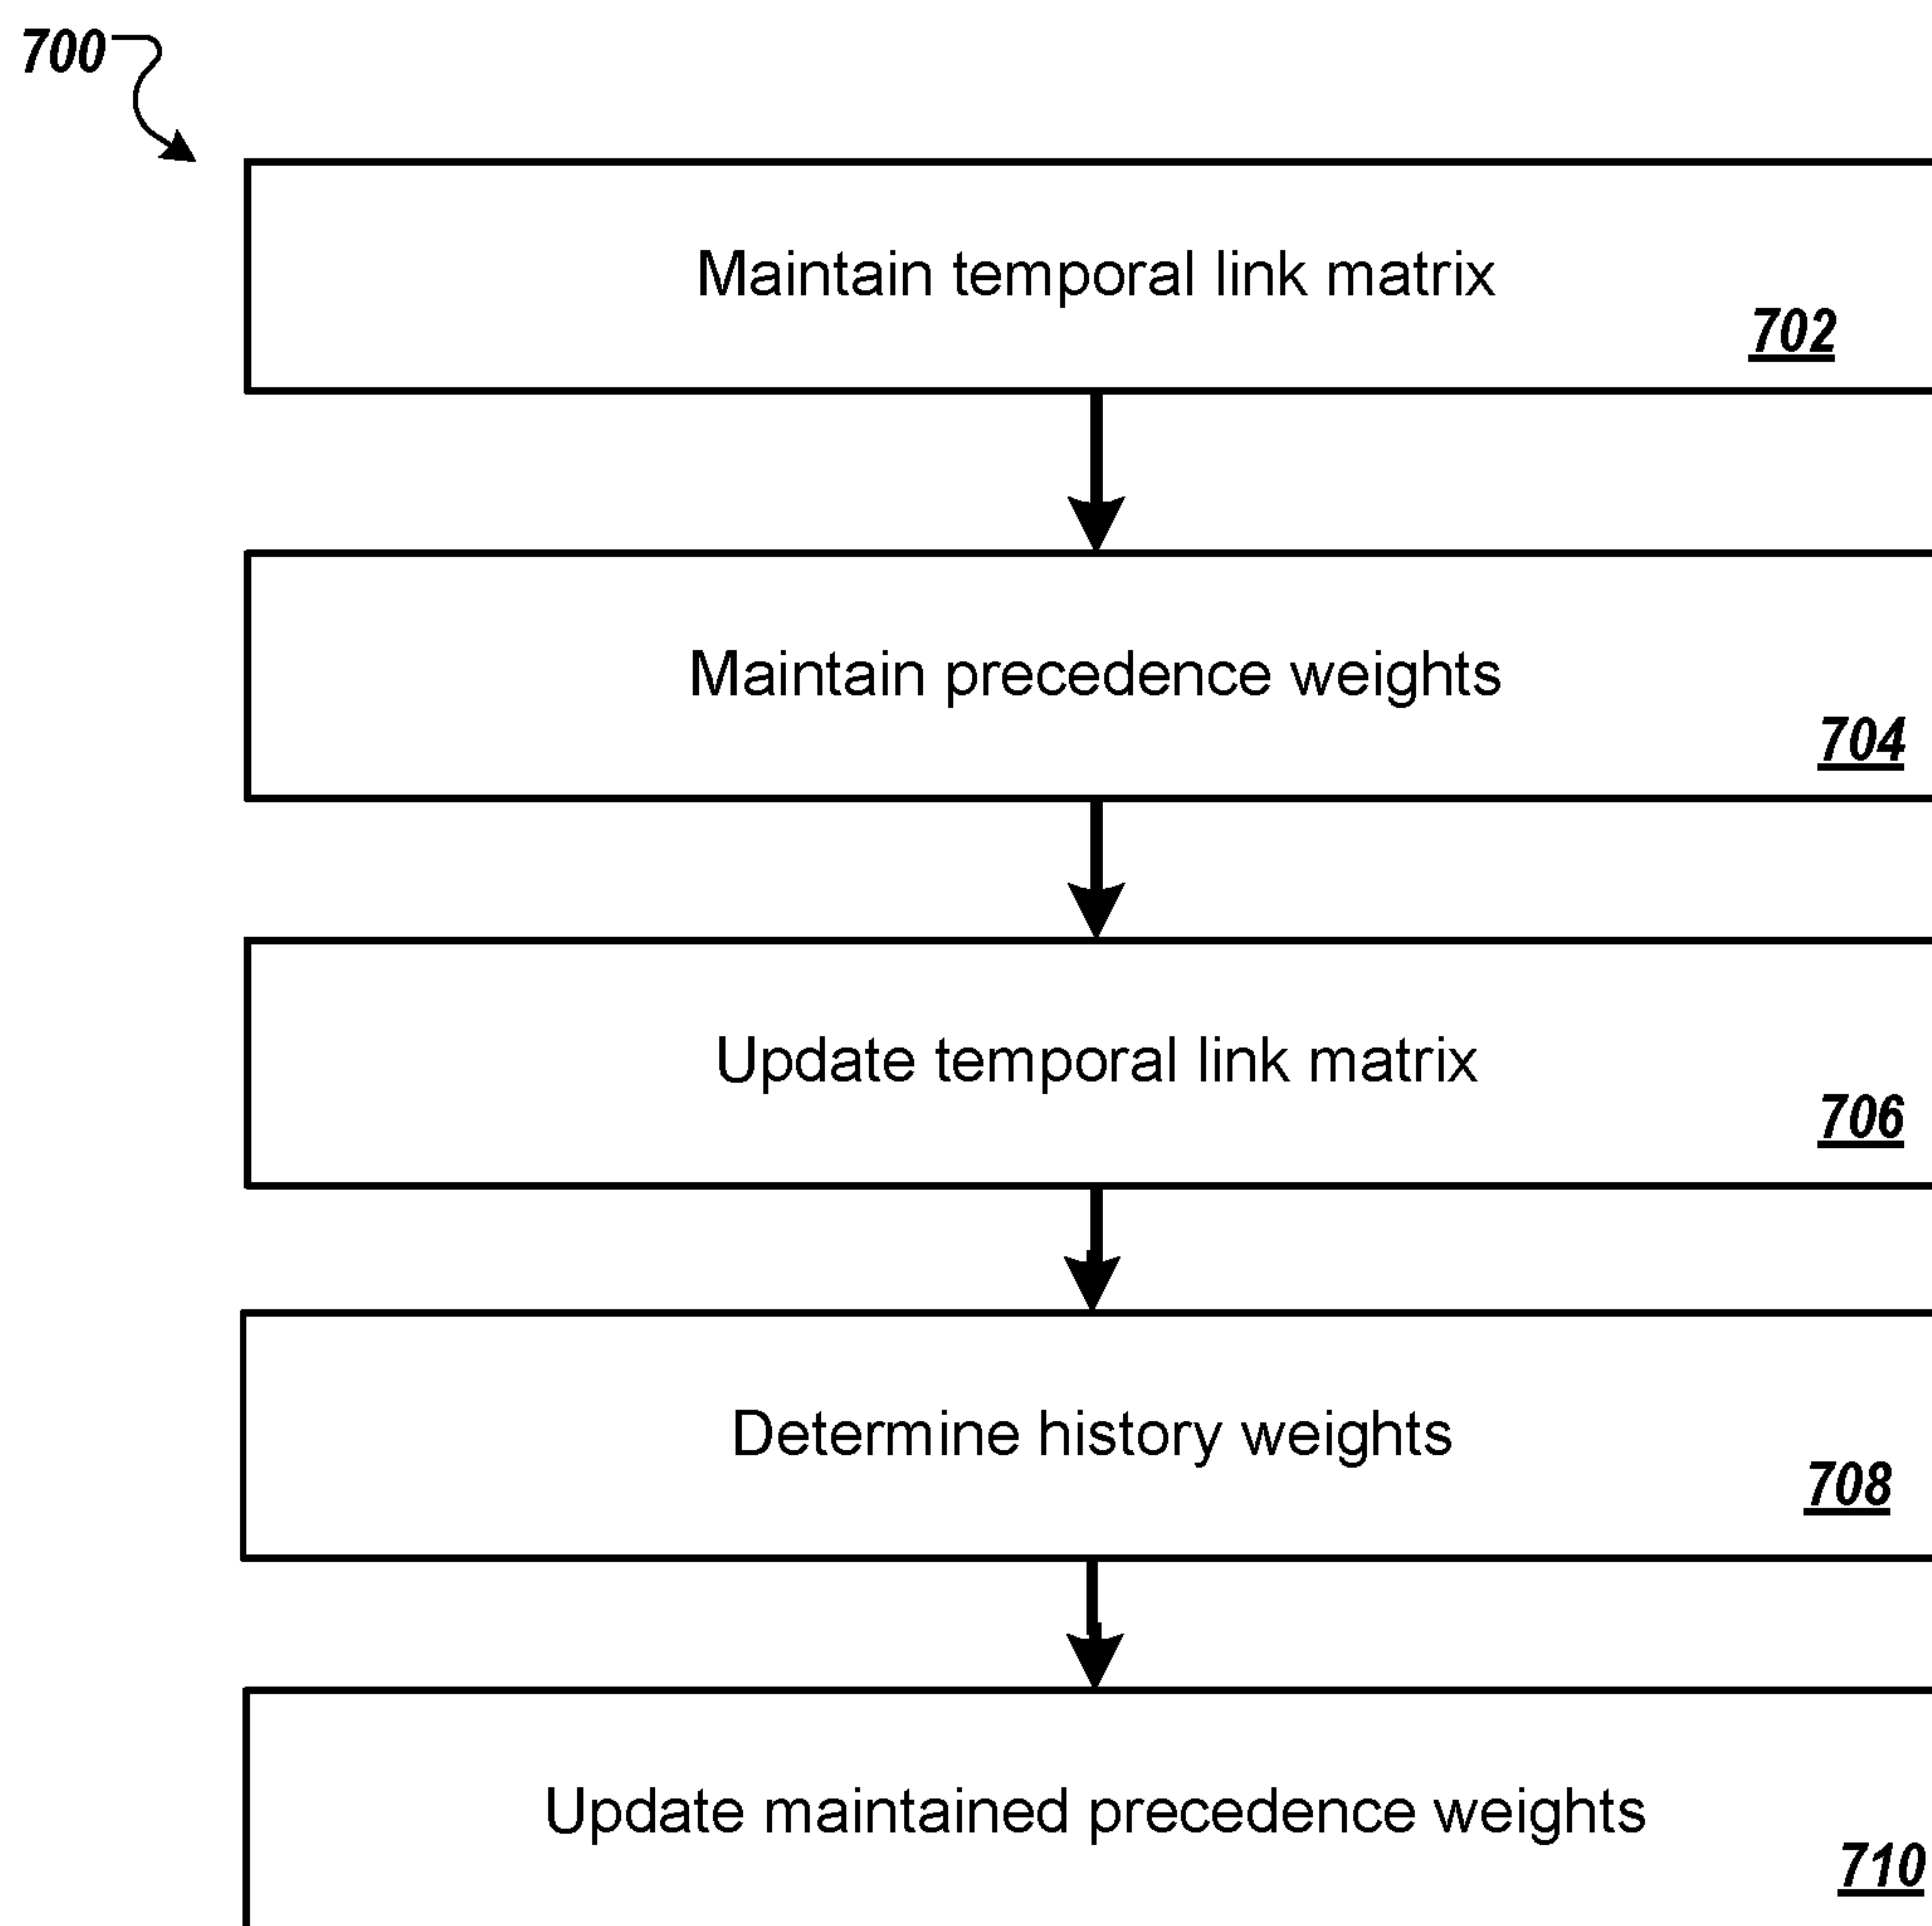 700
Maintain temporal link matrix
702
Maintain precedence weights
704
Update temporal link matrix
706
Determine history weights
708
Update maintained precedence weights
710